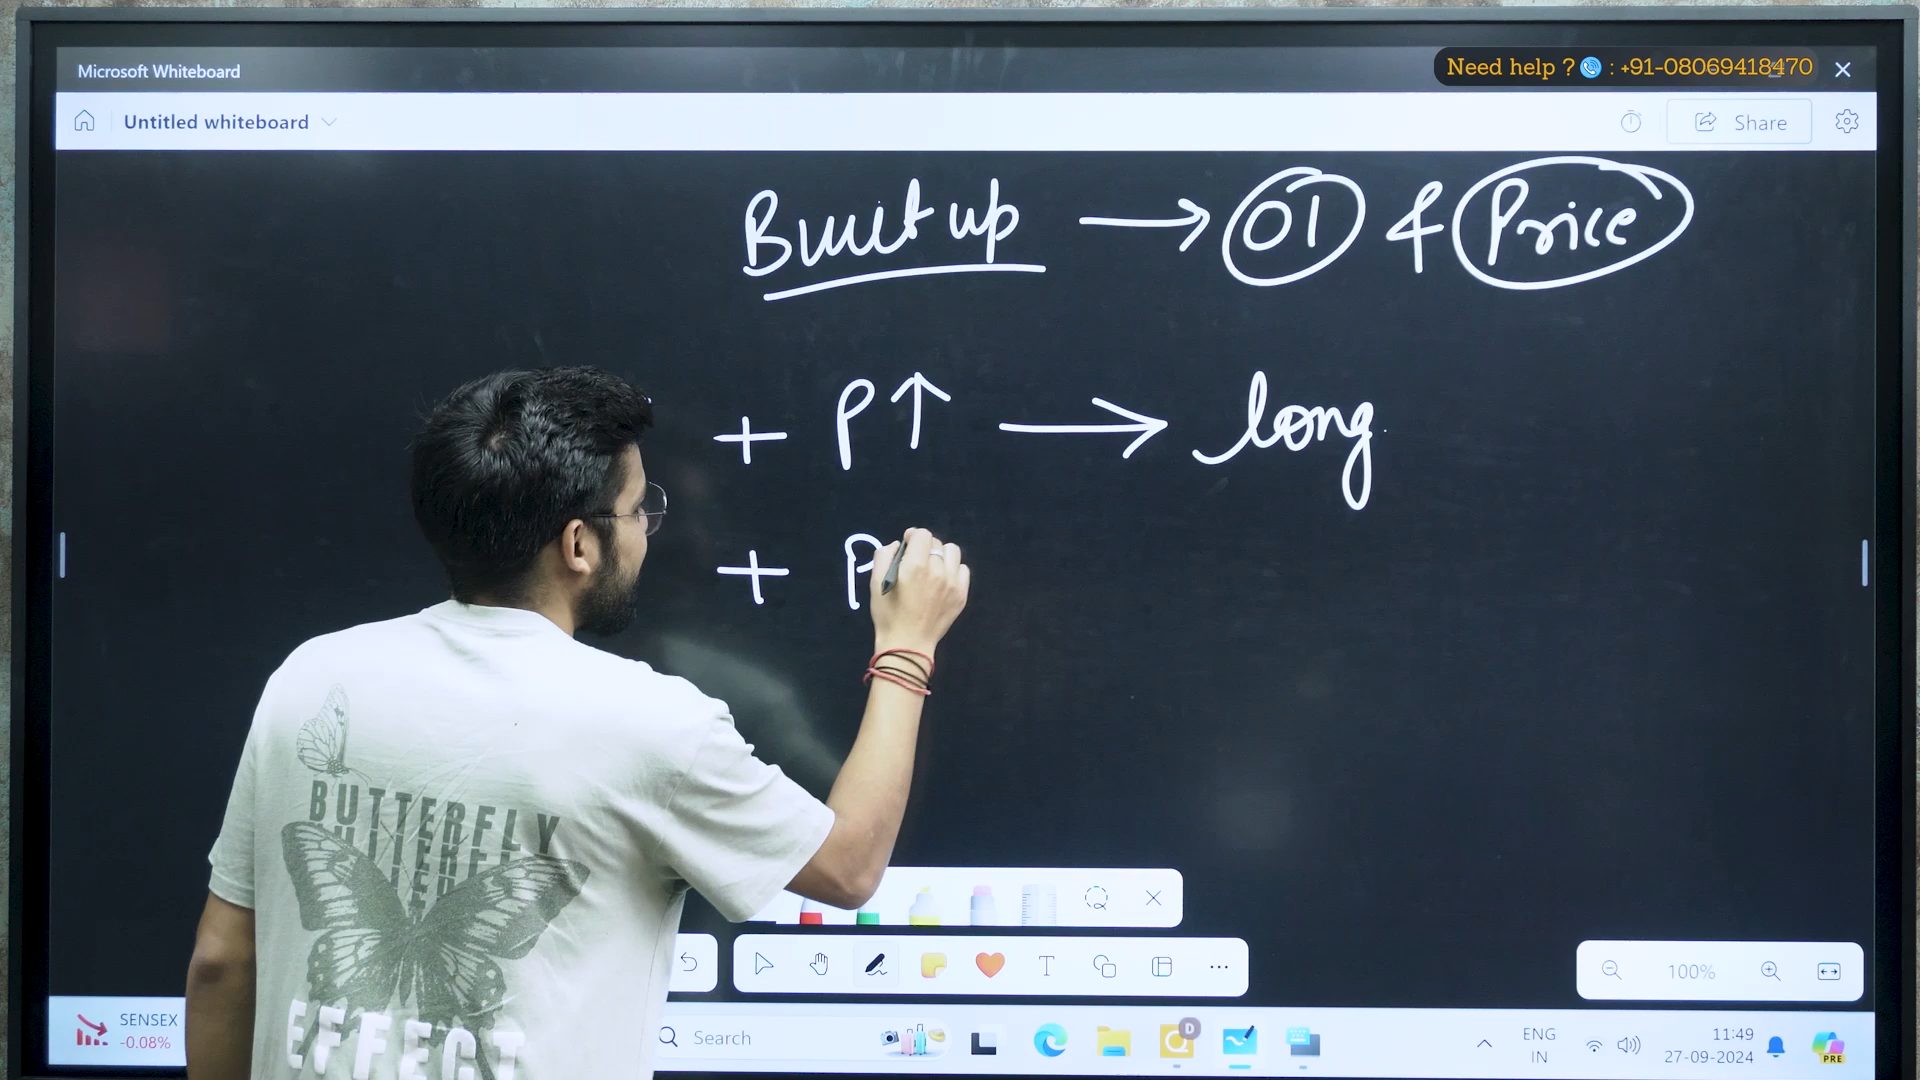 Need help ? : +91-08069418470
Microsoft Whiteboard
Untitled whiteboard
Share
Built up → OI & Price
+ P↑ → long
+ P
BUTTERFLY
EFFECT
100%
SENSEX
-0.08%
Search
D
ENG
IN
11:49
27-09-2024
PRE